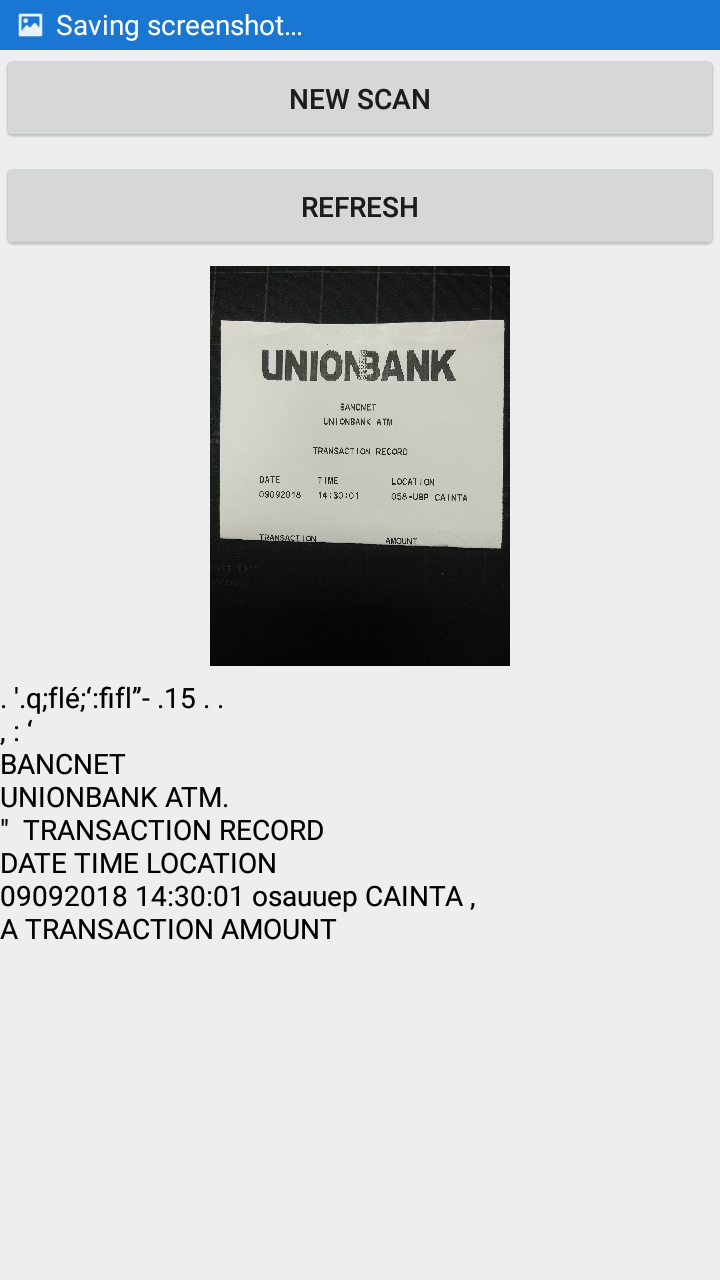 Saving screenshot...
NEW SCAN
REFRESH
UNIONBANK
BANCNET
UNIONBANK ATM
TRANSACTION RECORD
DATE TIME LOCATION
09092018 14:30:01 058-UBP CAINTA
TRANSACTION AMOUNT
. '.q;flé;‘:fifl”- .15 . .
, : ‘
BANCNET
UNIONBANK ATM.
" TRANSACTION RECORD
DATE TIME LOCATION
09092018 14:30:01 osauuep CAINTA ,
A TRANSACTION AMOUNT